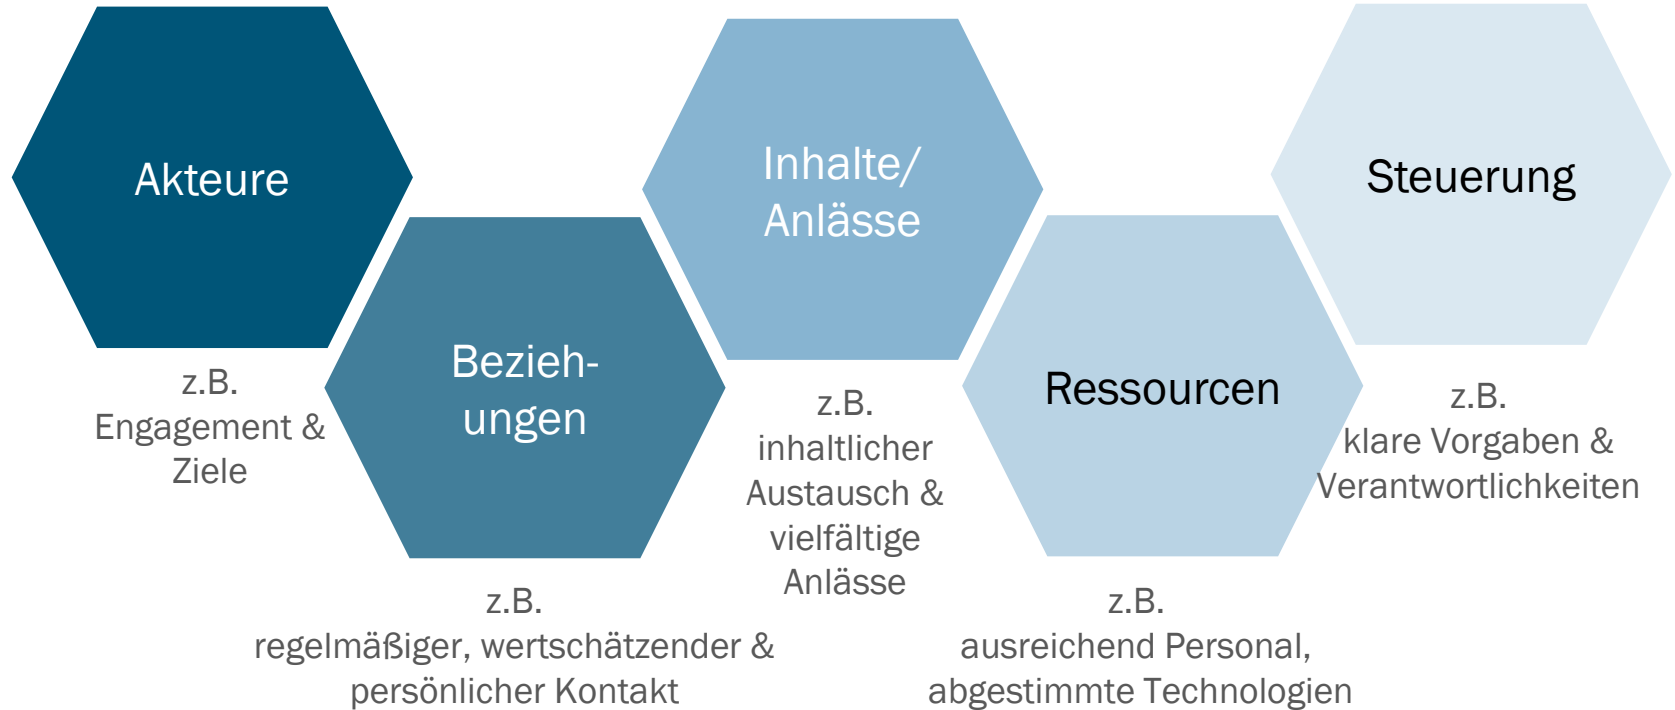 Akteure
z.B.
Engagement &
Ziele
Bezieh-
ungen
z.B.
regelmäßiger, wertschätzender &
persönlicher Kontakt
Inhalte/
Anlässe
z.B.
inhaltlicher
Austausch &
vielfältige
Anlässe
Ressourcen
z.B.
ausreichend Personal,
abgestimmte Technologien
Steuerung
z.B.
klare Vorgaben &
Verantwortlichkeiten